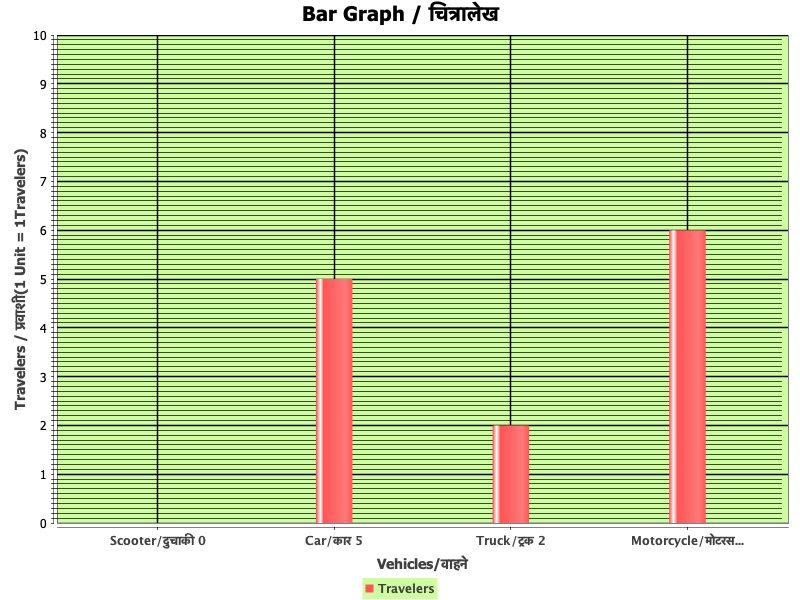 Bar Graph / चित्रालेख
Travelers / प्रवाशी(1 Unit = 1Travelers)
10
9
8
7
6
5
4
3
2
1
0
Scooter/दुचाकी 0 Car/कार 5 Truck/ट्रक 2 Motorcycle/मोटरस...
Vehicles/वाहने
Travelers